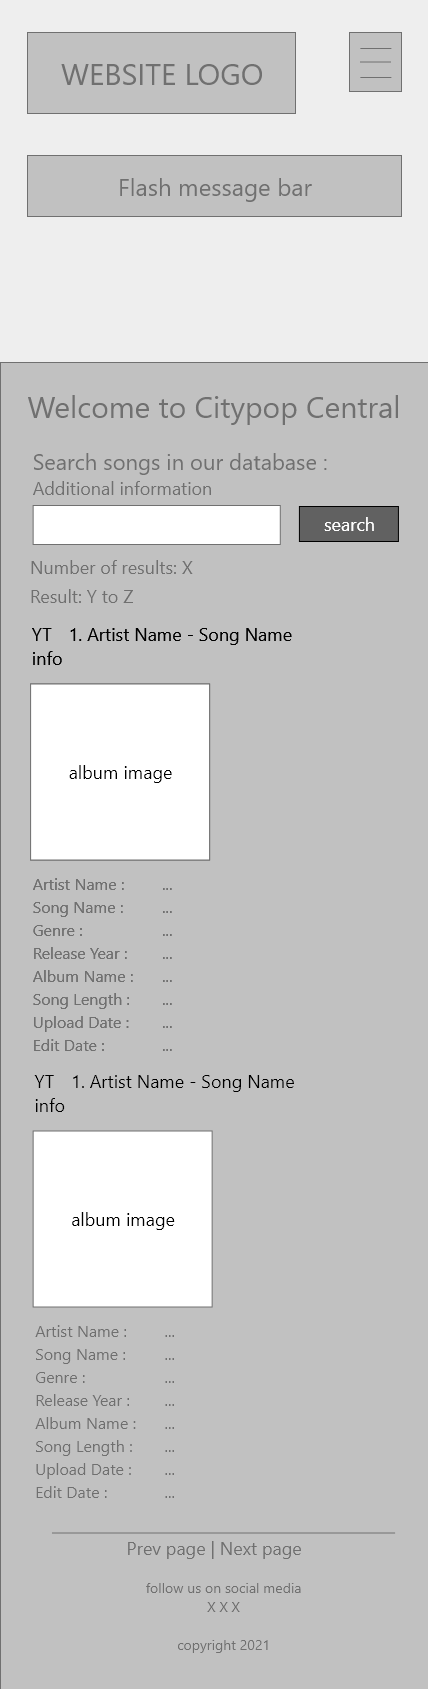 WEBSITE LOGO
Flash message bar
Welcome to Citypop Central
Search songs in our database :
Additional information
search
Number of results: X
Result: Y to Z
YT 1. Artist Name - Song Name
info
album image
Artist Name : ...
Song Name : ...
Genre : ...
Release Year : ...
Album Name : ...
Song Length : ...
Upload Date : ...
Edit Date : ...
YT 1. Artist Name - Song Name
info
album image
Artist Name : ...
Song Name : ...
Genre : ...
Release Year : ...
Album Name : ...
Song Length : ...
Upload Date : ...
Edit Date : ...
Prev page | Next page
follow us on social media
X X X
copyright 2021